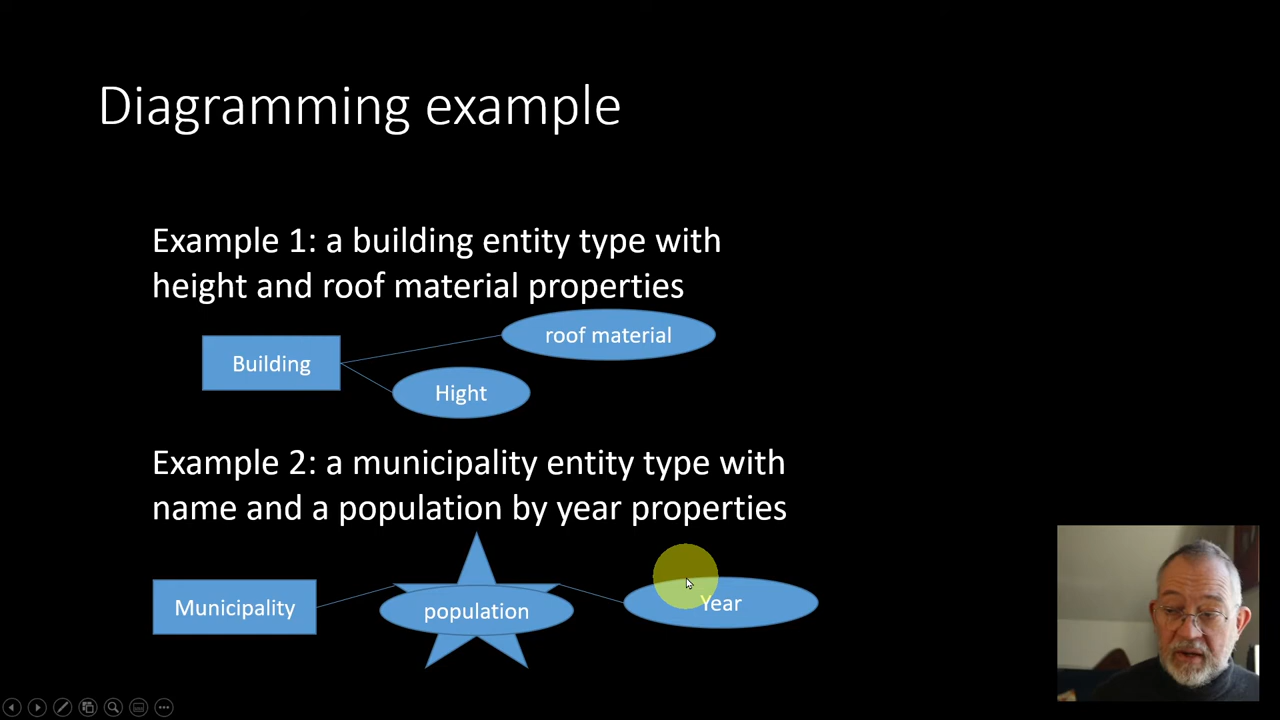 Diagramming example
Example 1: a building entity type with
height and roof material properties
roof material
Building
Hight
Example 2: a municipality entity type with
name and a population by year properties
Municipality
population
Year